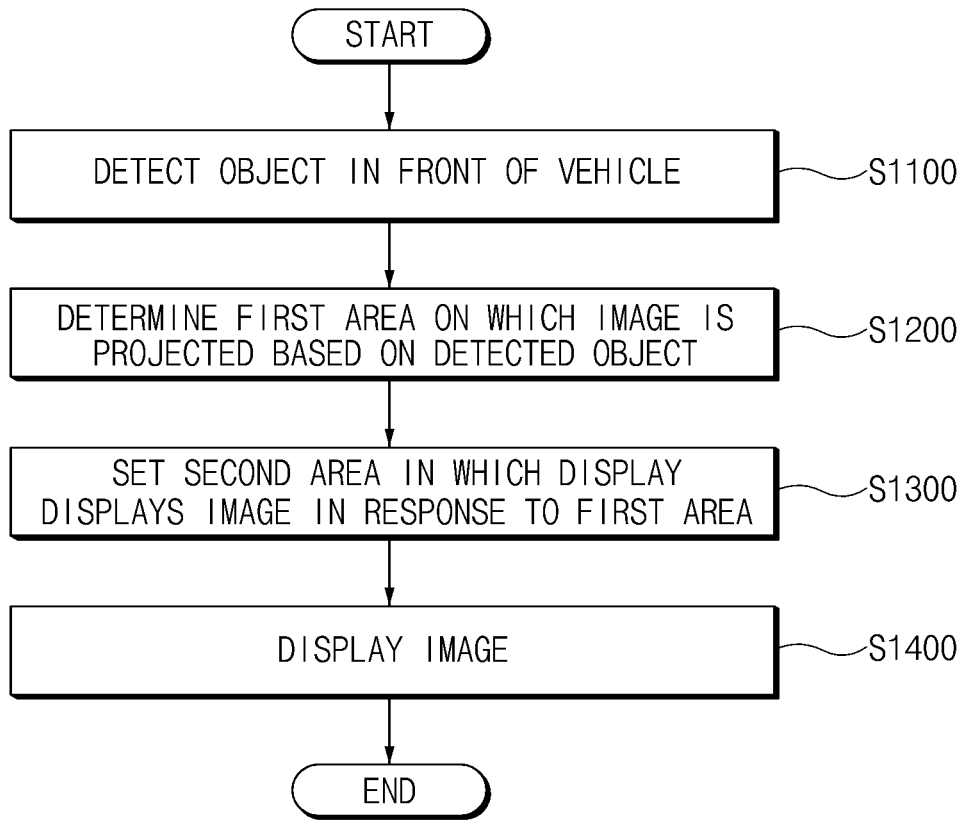 START
DETECT OBJECT IN FRONT OF VEHICLE
S1100
DETERMINE FIRST AREA ON WHICH IMAGE IS
PROJECTED BASED ON DETECTED OBJECT
S1200
SET SECOND AREA IN WHICH DISPLAY
DISPLAYS IMAGE IN RESPONSE TO FIRST AREA
S1300
DISPLAY IMAGE
S1400
END